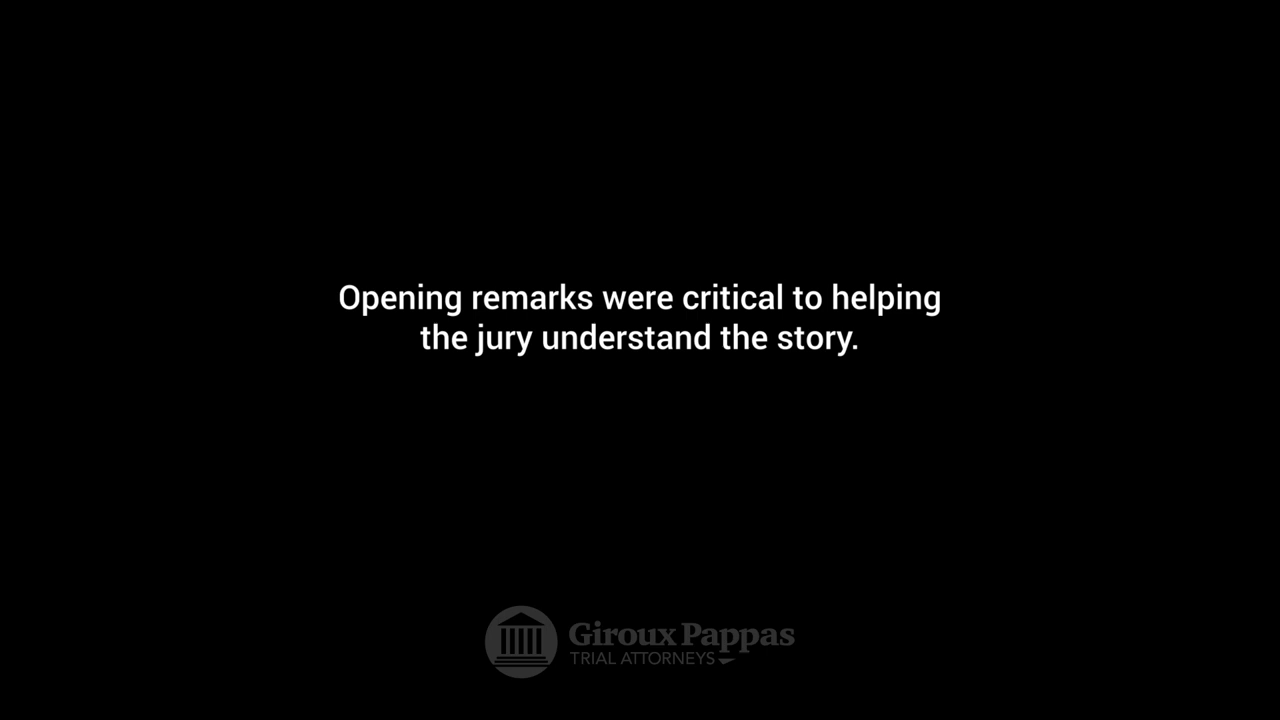 Opening remarks were critical to helping
the jury understand the story.
Giroux Pappas
TRIAL ATTORNEYS